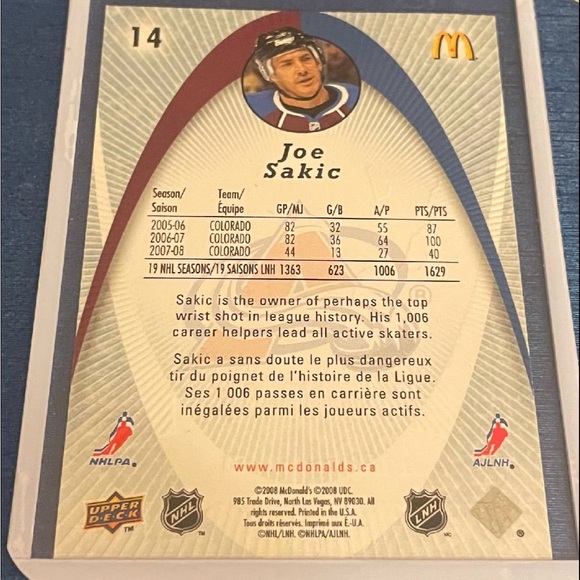 14
M
Joe
Sakic
Season/ Team/
Saison Équipe GP/MJ G/B A/P PTS/PTS
2005-06 COLORADO 82 32 55 87
2006-07 COLORADO 82 36 64 100
2007-08 COLORADO 44 13 27 40
19 NHL SEASONS/19 SAISONS LNH 1363 623 1006 1629
Sakic is the owner of perhaps the top
wrist shot in league history. His 1,006
career helpers lead all active skaters.
Sakic a sans doute le plus dangereux
tir du poignet de l'histoire de la Ligue.
Ses 1 006 passes en carrière sont
inégalées parmi les joueurs actifs.
NHLPA® AJLNH®
www.mcdonalds.ca
©2008 McDonald's ©2008 UDC.
985 Trade Drive, North Las Vegas, NV 89030. All
rights reserved. Printed in the U.S.A.
Tous droits réservés. Imprimé aux É.-U.A.
©NHL/LNH. ©NHLPA/AJLNH.
UPPER DECK™ NHL™ LNH MC ®